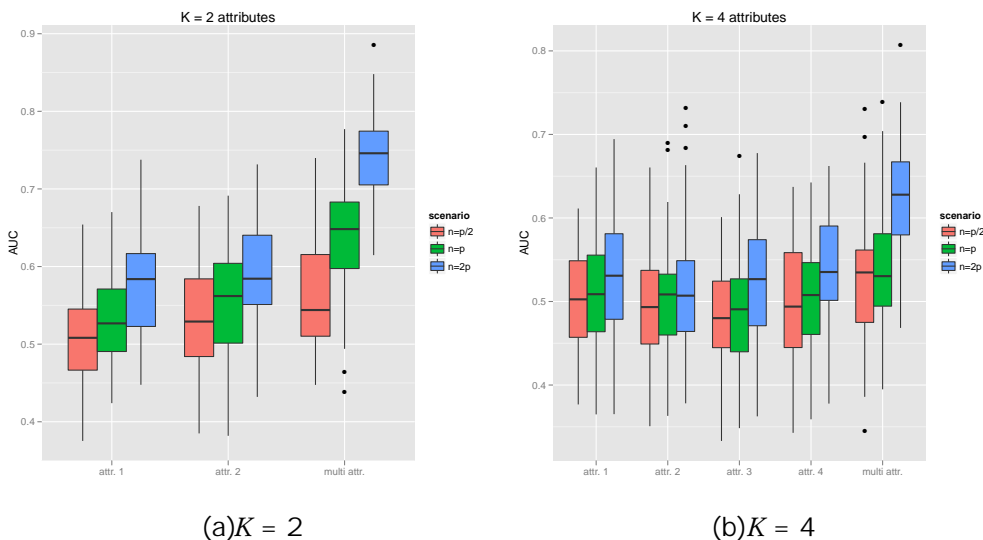 K = 2 attributes
0.9
0.8
0.7
0.6
0.5
0.4
AUC
attr. 1 attr. 2 multi attr.
scenario
n=p/2
n=p
n=2p
(a)K = 2
K = 4 attributes
0.8
0.7
0.6
0.5
0.4
AUC
attr. 1 attr. 2 attr. 3 attr. 4 multi attr.
scenario
n=p/2
n=p
n=2p
(b)K = 4